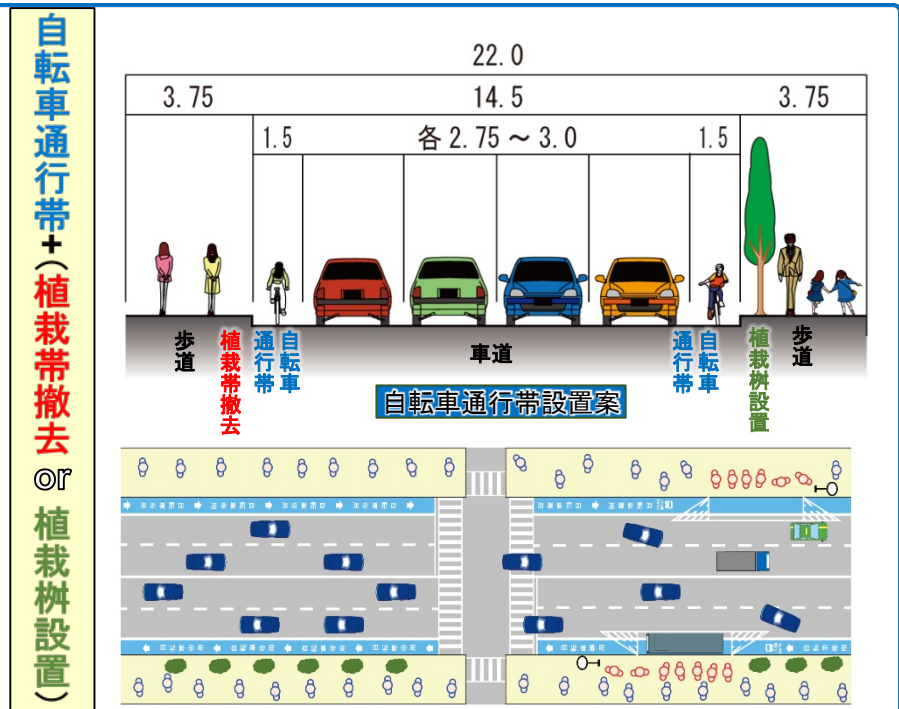 自転車通行帯+(植栽帯撤去or植栽桝設置)
22.0
3.75 14.5 3.75
1.5 各2.75～3.0 1.5
歩道
植栽帯撤去
自転車
通行帯
車道
自転車
通行帯
植栽桝設置
歩道
自転車通行帯設置案